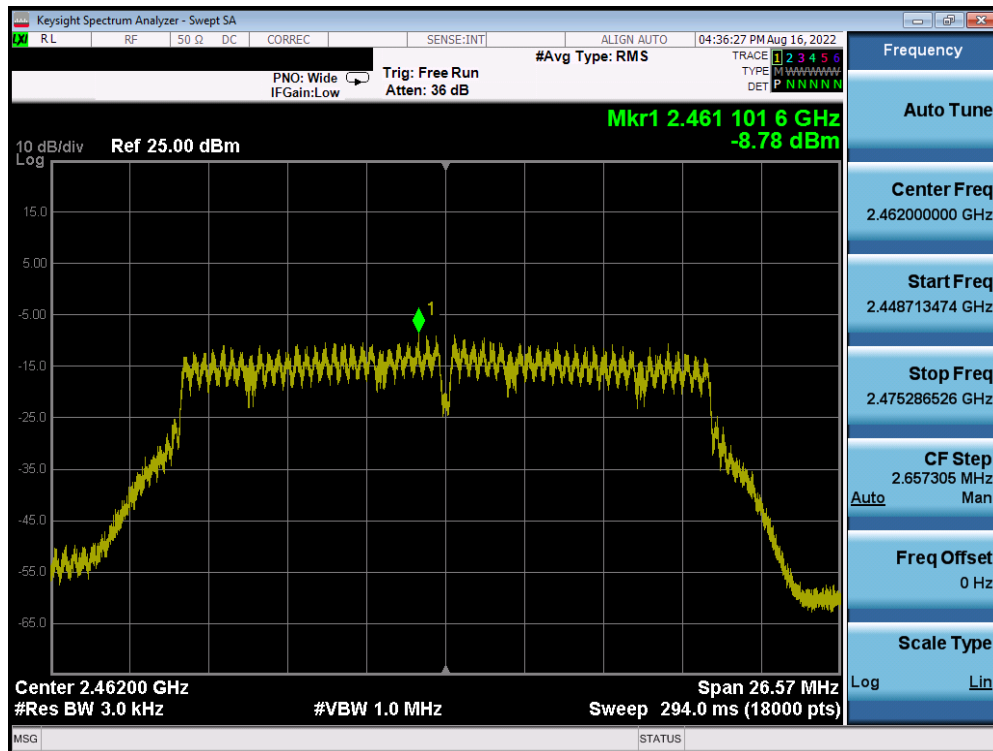 Keysight Spectrum Analyzer - Swept SA
LXI RL RF 50 Ω DC CORREC SENSE:INT ALIGN AUTO 04:36:27 PM Aug 16, 2022
#Avg Type: RMS TRACE 1 2 3 4 5 6
PNO: Wide Trig: Free Run TYPE M W W W W W
IFGain:Low Atten: 36 dB DET P N N N N N
Mkr1 2.461 101 6 GHz
-8.78 dBm
10 dB/div Ref 25.00 dBm
Log
15.0
5.00
1
-5.00
-15.0
-25.0
-35.0
-45.0
-55.0
-65.0
Center 2.46200 GHz Span 26.57 MHz
#Res BW 3.0 kHz #VBW 1.0 MHz Sweep 294.0 ms (18000 pts)
MSG STATUS
Frequency
Auto Tune
Center Freq
2.462000000 GHz
Start Freq
2.448713474 GHz
Stop Freq
2.475286526 GHz
CF Step
2.657305 MHz
Auto Man
Freq Offset
0 Hz
Scale Type
Log Lin